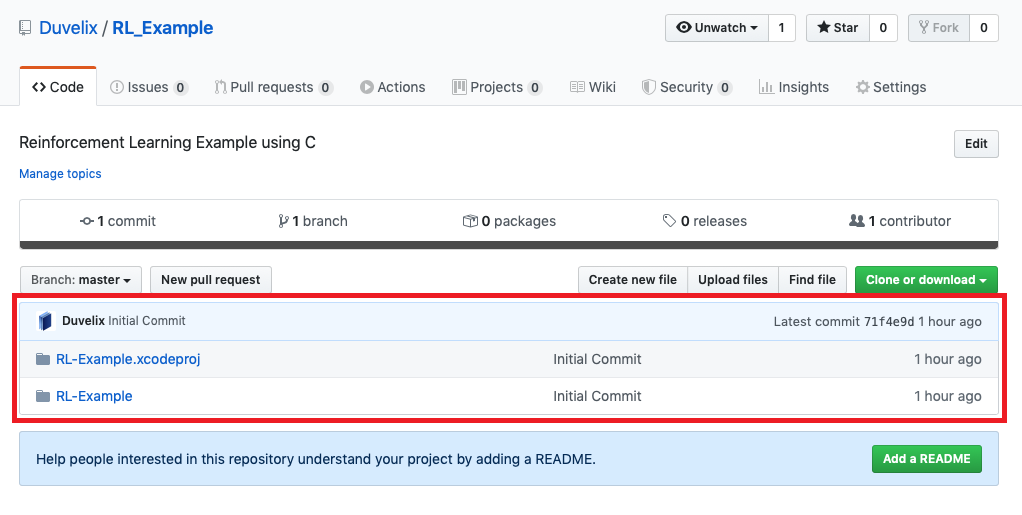 Duvelix / RL_Example Unwatch 1 Star 0 Fork 0
Code Issues 0 Pull requests 0 Actions Projects 0 Wiki Security 0 Insights Settings
Reinforcement Learning Example using C Edit
Manage topics
1 commit 1 branch 0 packages 0 releases 1 contributor
Branch: master New pull request Create new file Upload files Find file Clone or download
Duvelix Initial Commit Latest commit 71f4e9d 1 hour ago
RL-Example.xcodeproj Initial Commit 1 hour ago
RL-Example Initial Commit 1 hour ago
Help people interested in this repository understand your project by adding a README. Add a README